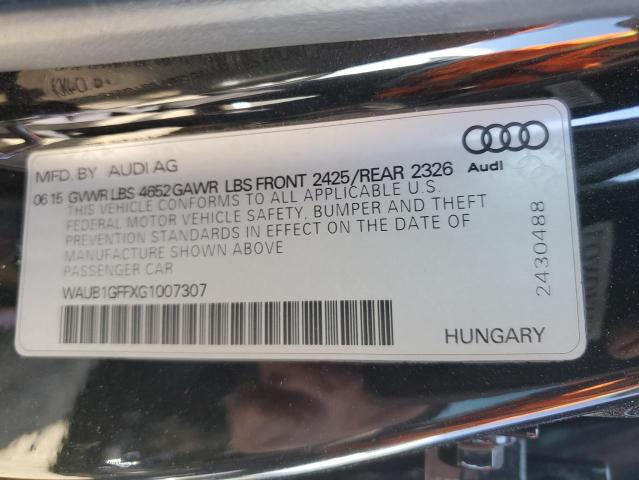 MFD. BY AUDI AG
06 15 GVWR LBS 4652 GAWR LBS FRONT 2425/REAR 2326
THIS VEHICLE CONFORMS TO ALL APPLICABLE U.S.
FEDERAL MOTOR VEHICLE SAFETY, BUMPER AND THEFT
PREVENTION STANDARDS IN EFFECT ON THE DATE OF
MANUFACTURE SHOWN ABOVE
PASSENGER CAR
WAUB1GFFXG1007307
HUNGARY
Audi
2430488